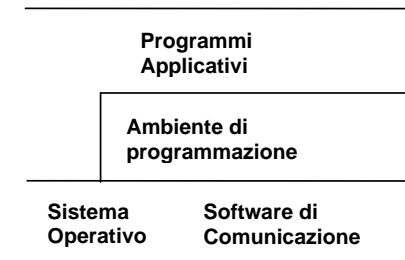 Programmi
Applicativi
Ambiente di
programmazione
Sistema
Operativo
Software di
Comunicazione